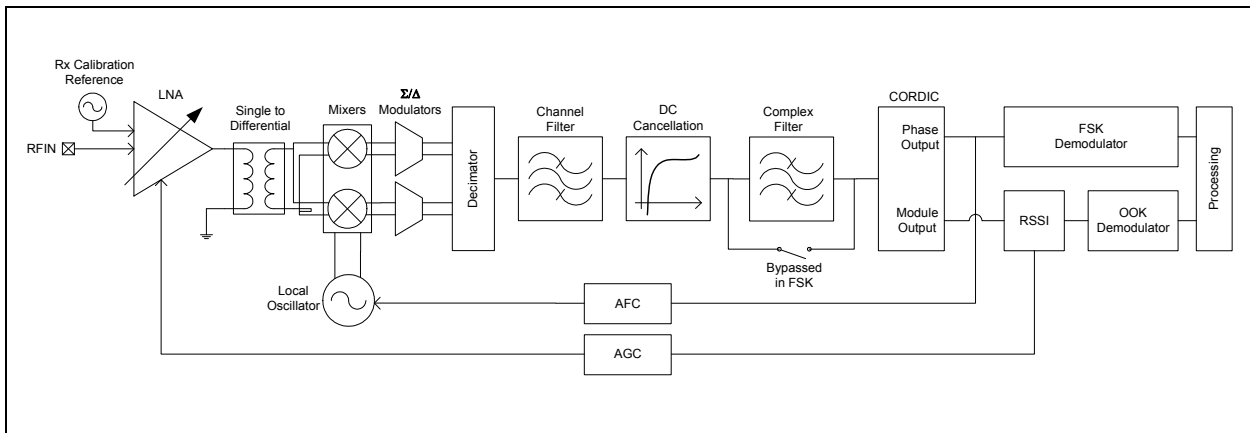 Rx Calibration
Reference
LNA
RFIN
Single to
Differential
Mixers
Σ/Δ
Modulators
Decimator
Channel
Filter
DC
Cancellation
Complex
Filter
Bypassed
in FSK
CORDIC
Phase
Output
Module
Output
FSK
Demodulator
RSSI
OOK
Demodulator
Processing
Local
Oscillator
AFC
AGC